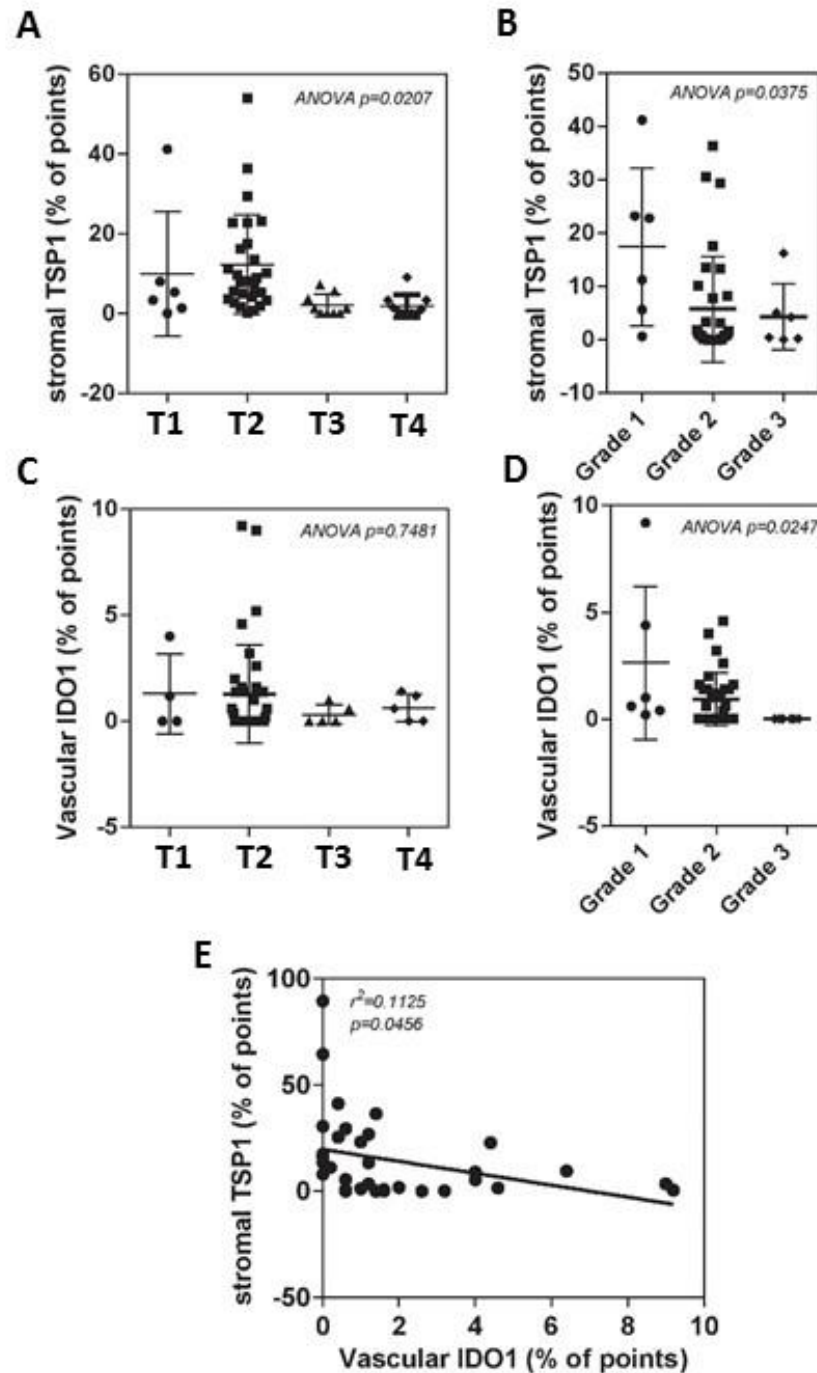 A
stromal TSP1 (% of points)
60
40
20
0
-20
ANOVA p=0.0207
T1 T2 T3 T4
B
stromal TSP1 (% of points)
50
40
30
20
10
0
-10
ANOVA p=0.0375
Grade 1 Grade 2 Grade 3
C
Vascular IDO1 (% of points)
10
5
0
-5
ANOVA p=0.7481
T1 T2 T3 T4
D
Vascular IDO1 (% of points)
10
5
0
-5
ANOVA p=0.0247
Grade 1 Grade 2 Grade 3
E
stromal TSP1 (% of points)
100
50
0
-50
r²=0.1125
p=0.0456
0 2 4 6 8 10
Vascular IDO1 (% of points)